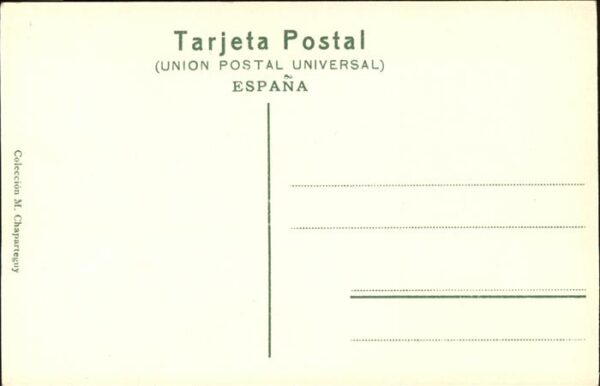 Tarjeta Postal
(UNION POSTAL UNIVERSAL)
ESPAÑA
Colección M. Chaparteguy